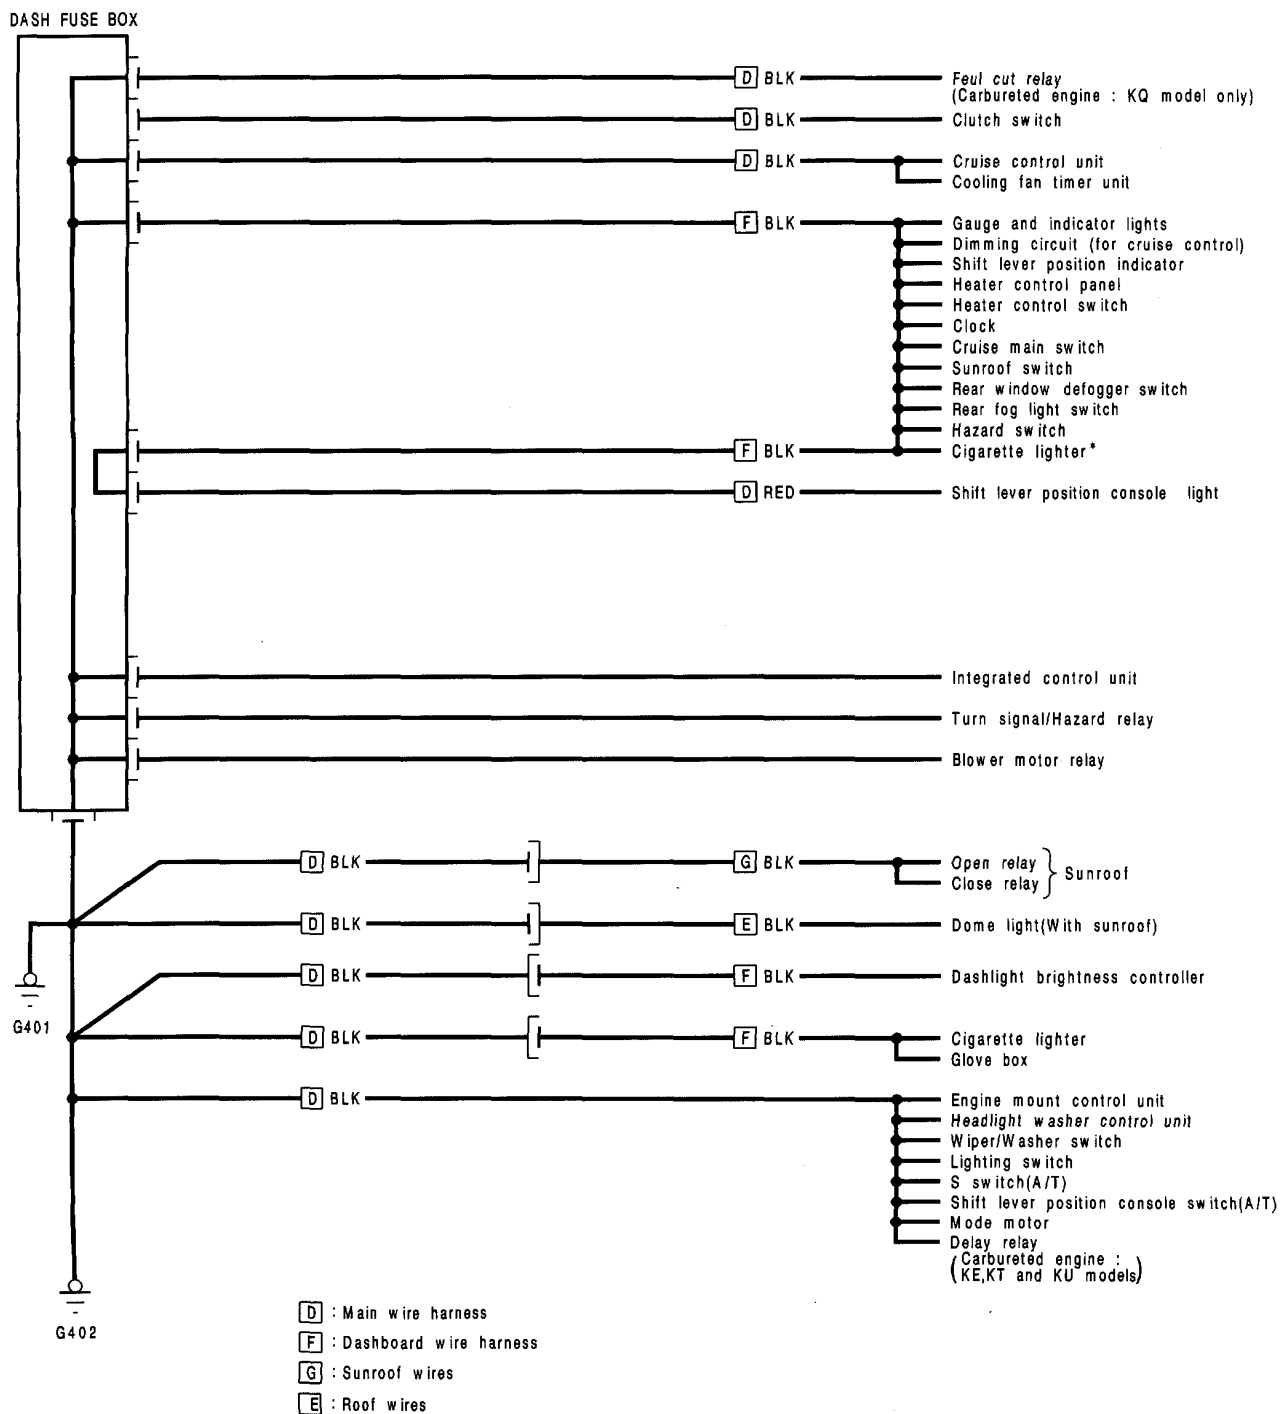 DASH FUSE BOX
D BLK Feul cut relay
(Carbureted engine : KQ model only)
D BLK Clutch switch
D BLK Cruise control unit
Cooling fan timer unit
F BLK Gauge and indicator lights
Dimming circuit (for cruise control)
Shift lever position indicator
Heater control panel
Heater control switch
Clock
Cruise main switch
Sunroof switch
Rear window defogger switch
Rear fog light switch
Hazard switch
F BLK Cigarette lighter*
D RED Shift lever position console light
Integrated control unit
Turn signal/Hazard relay
Blower motor relay
D BLK G BLK Open relay
Close relay
Sunroof
D BLK E BLK Dome light(With sunroof)
D BLK F BLK Dashlight brightness controller
G401
D BLK F BLK Cigarette lighter
Glove box
D BLK Engine mount control unit
Headlight washer control unit
Wiper/Washer switch
Lighting switch
S switch(A/T)
Shift lever position console switch(A/T)
Mode motor
Delay relay
(Carbureted engine :
KE,KT and KU models)
G402
D : Main wire harness
F : Dashboard wire harness
G : Sunroof wires
E : Roof wires